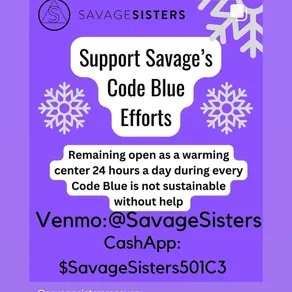 SAVAGESISTERS
Support Savage's
Code Blue
Efforts
Remaining open as a warming
center 24 hours a day during every
Code Blue is not sustainable
without help
Venmo:@SavageSisters
CashApp:
$SavageSisters501C3